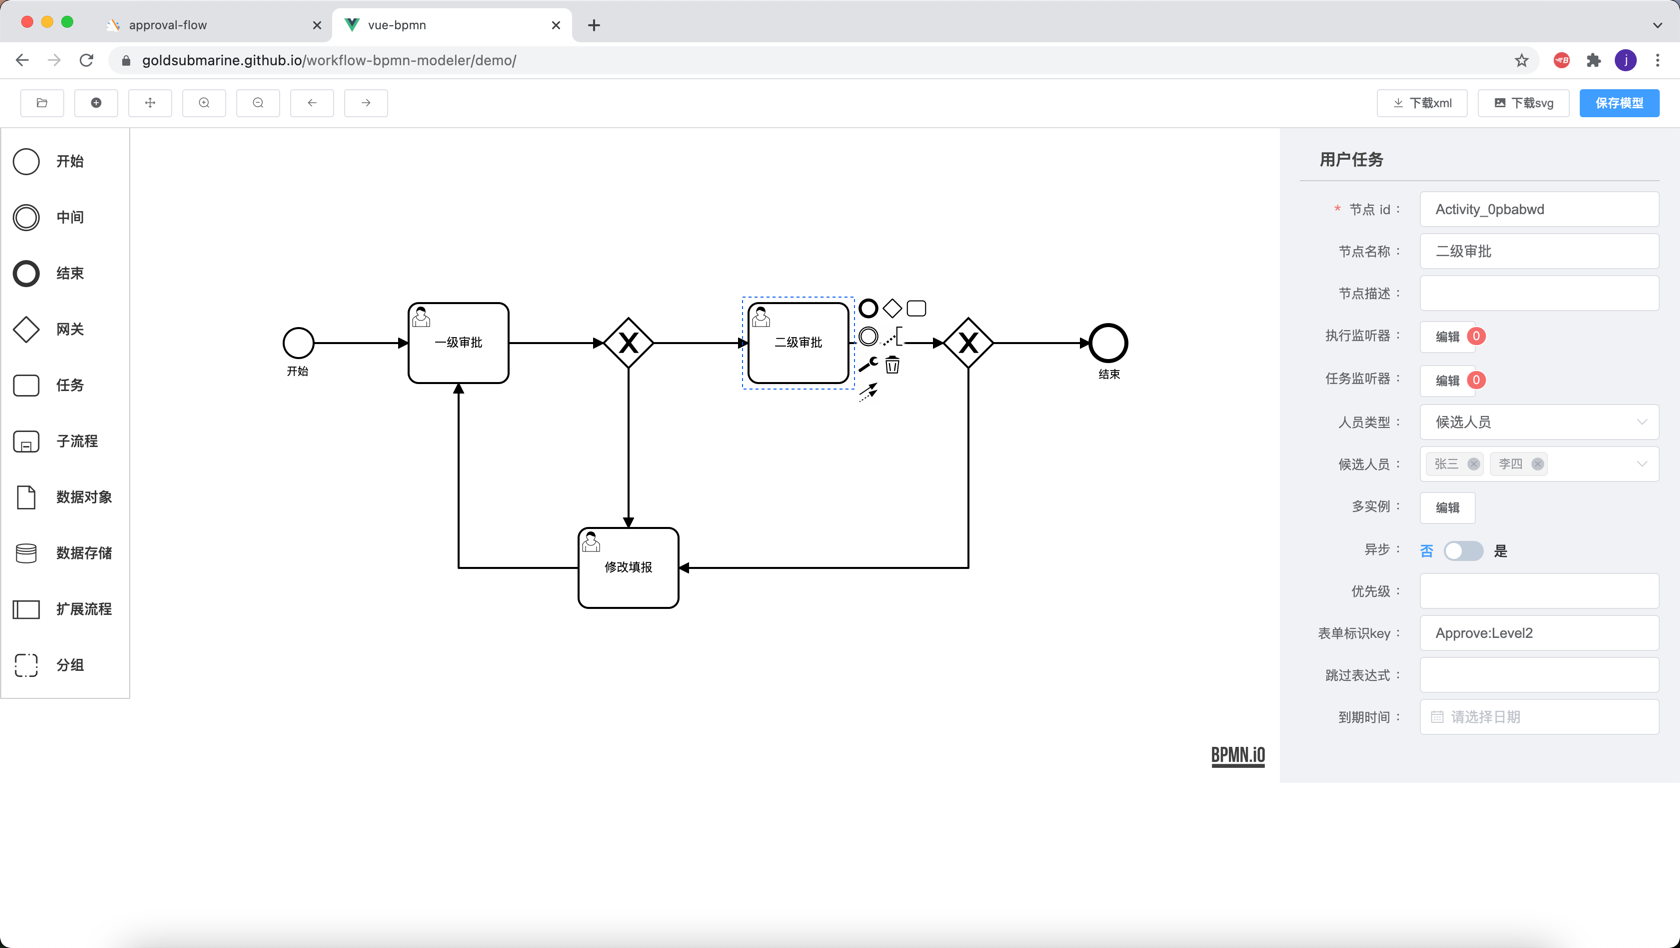 approval-flow
vue-bpmn
goldsubmarine.github.io/workflow-bpmn-modeler/demo/
j
下载xml
下载svg
保存模型
开始
中间
结束
网关
任务
子流程
数据对象
数据存储
扩展流程
分组
开始
一级审批
二级审批
结束
修改填报
BPMN.iO
用户任务
* 节点 id： Activity_0pbabwd
节点名称： 二级审批
节点描述：
执行监听器： 编辑 0
任务监听器： 编辑 0
人员类型： 候选人员
候选人员： 张三 李四
多实例： 编辑
异步： 否 是
优先级：
表单标识key： Approve:Level2
跳过表达式：
到期时间： 请选择日期